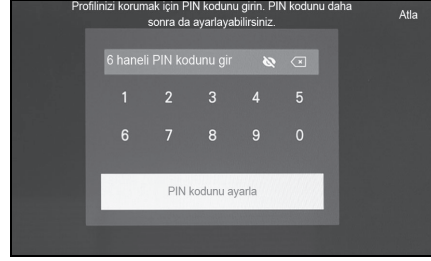 Profilinizi korumak için PIN kodunu girin. PIN kodunu daha
sonra da ayarlayabilirsiniz.
Atla
6 haneli PIN kodunu gir
1 2 3 4 5
6 7 8 9 0
PIN kodunu ayarla